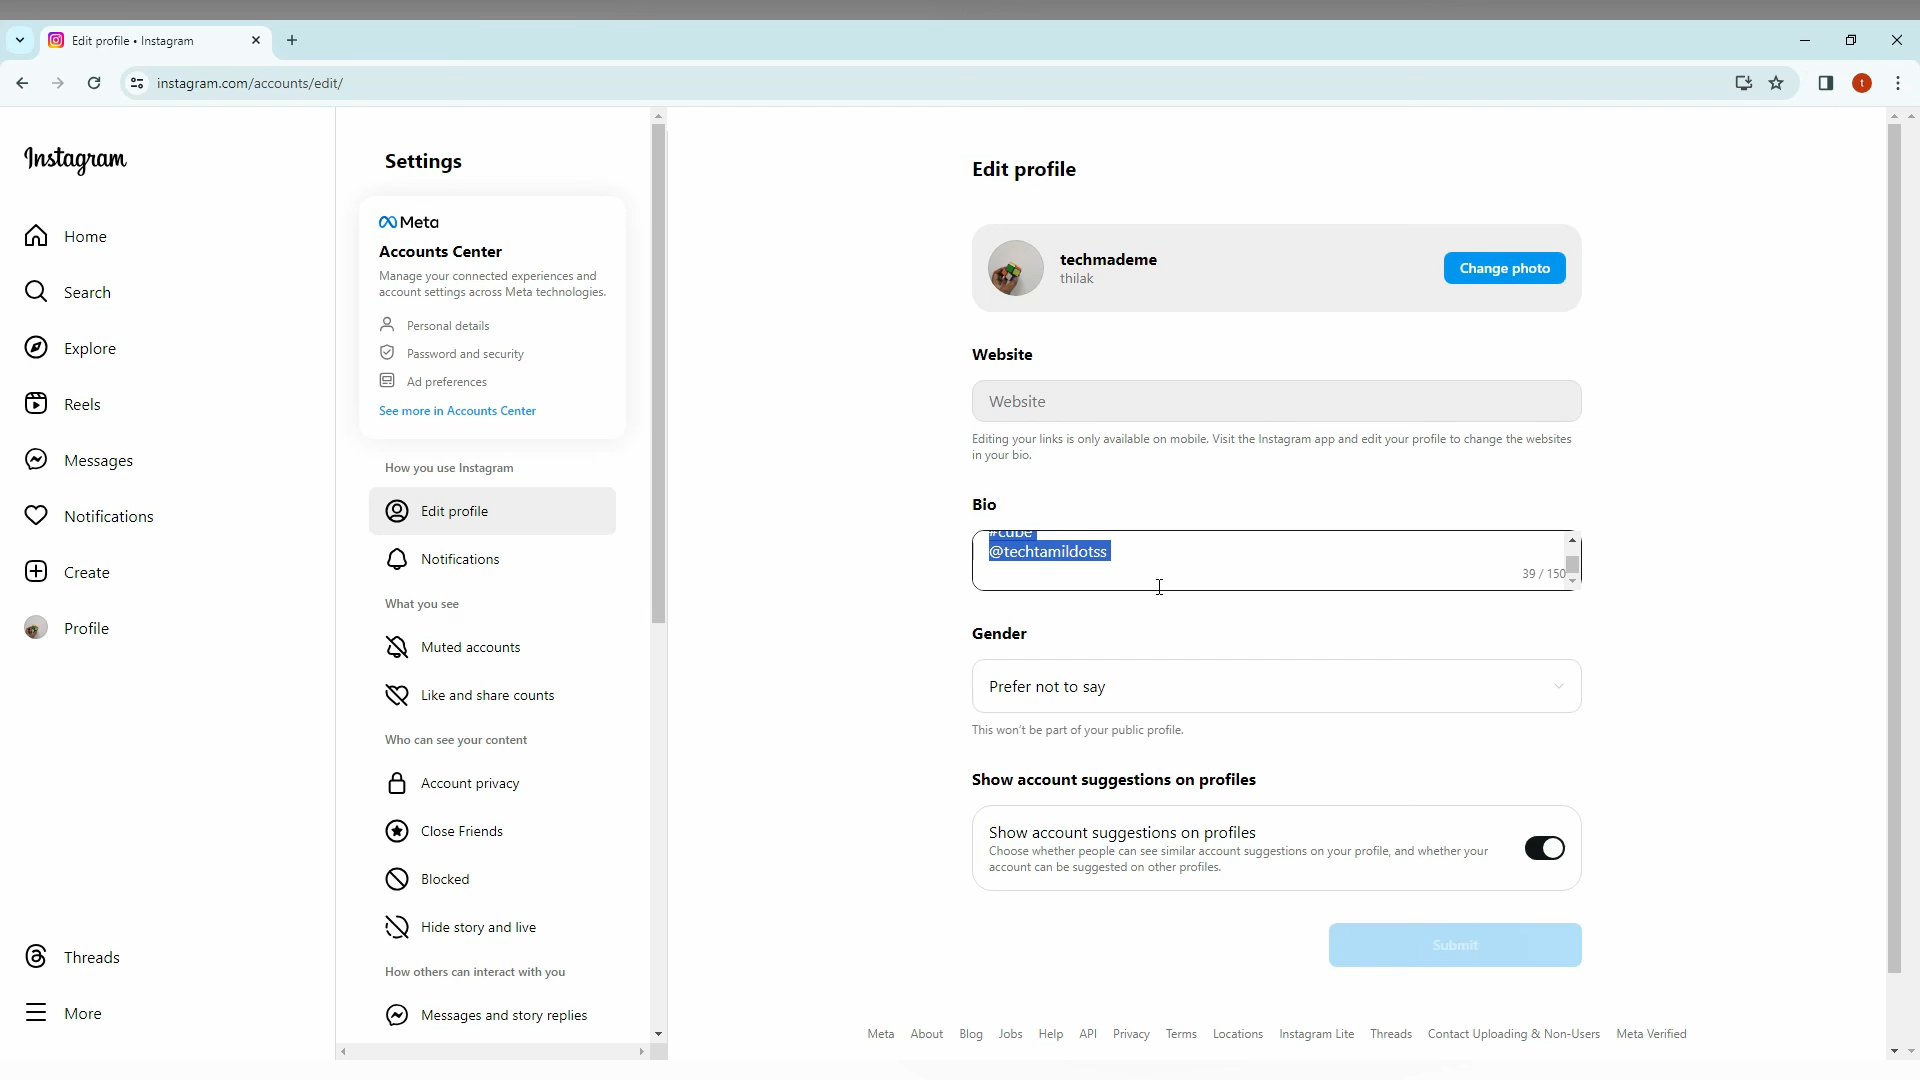 Edit profile • Instagram
instagram.com/accounts/edit/
t
Instagram
Home
Search
Explore
Reels
Messages
Notifications
Create
Profile
Threads
More
Settings
Meta
Accounts Center
Manage your connected experiences and
account settings across Meta technologies.
Personal details
Password and security
Ad preferences
See more in Accounts Center
How you use Instagram
Edit profile
Notifications
What you see
Muted accounts
Like and share counts
Who can see your content
Account privacy
Close Friends
Blocked
Hide story and live
How others can interact with you
Messages and story replies
Edit profile
techmademe
thilak
Change photo
Website
Website
Editing your links is only available on mobile. Visit the Instagram app and edit your profile to change the websites
in your bio.
Bio
#cube
@techtamildotss
39 / 150
Gender
Prefer not to say
This won't be part of your public profile.
Show account suggestions on profiles
Show account suggestions on profiles
Choose whether people can see similar account suggestions on your profile, and whether your
account can be suggested on other profiles.
Submit
Meta About Blog Jobs Help API Privacy Terms Locations Instagram Lite Threads Contact Uploading & Non-Users Meta Verified